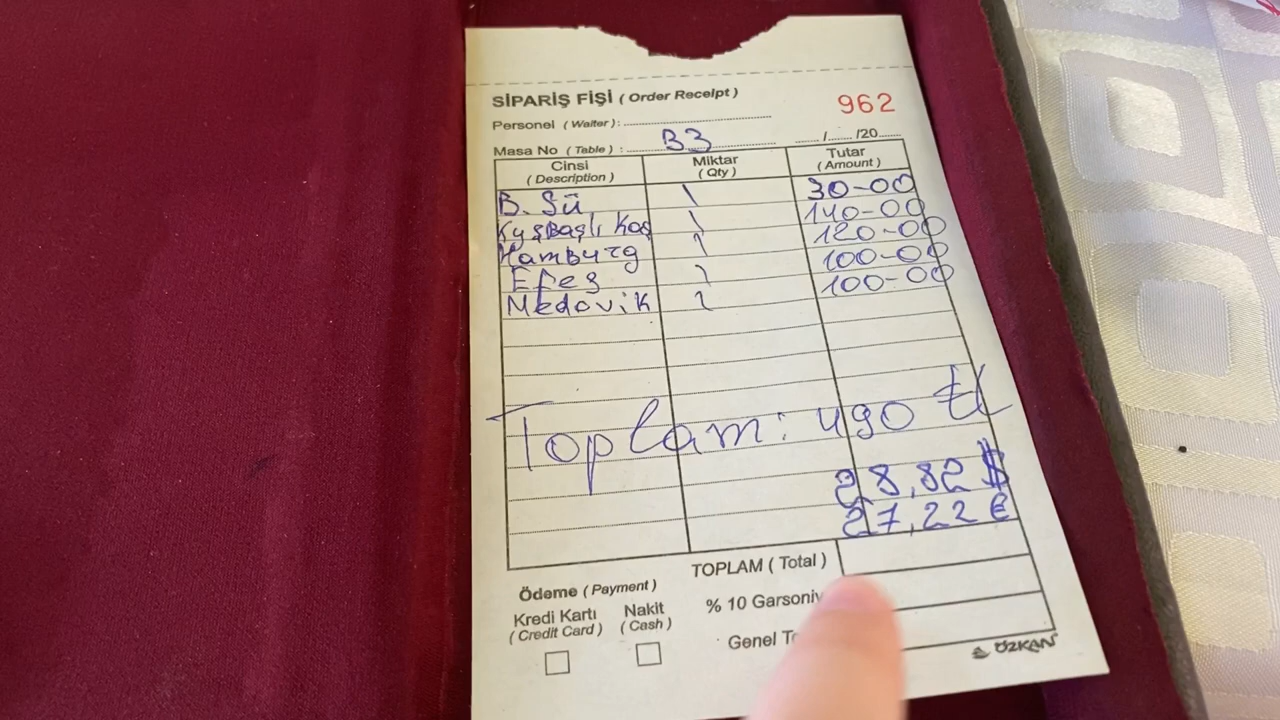 SİPARİŞ FİŞİ ( Order Receipt )
962
Personel ( Waiter ) : ....................
Masa No ( Table ) : B3 ....../....../20......
Cinsi ( Description ) Miktar ( Qty ) Tutar ( Amount )
B. Sü 1 30-00
Kyşbaşlı Kaş 1 140-00
Hamburg 1 120-00
Efes 1 100-00
Medovik 1 100-00
Toplam: 490 tl
28,82 $
27,22 €
TOPLAM ( Total )
Ödeme ( Payment )
% 10 Garsoniy
Kredi Kartı ( Credit Card ) Nakit ( Cash )
Genel
ÖZKAN